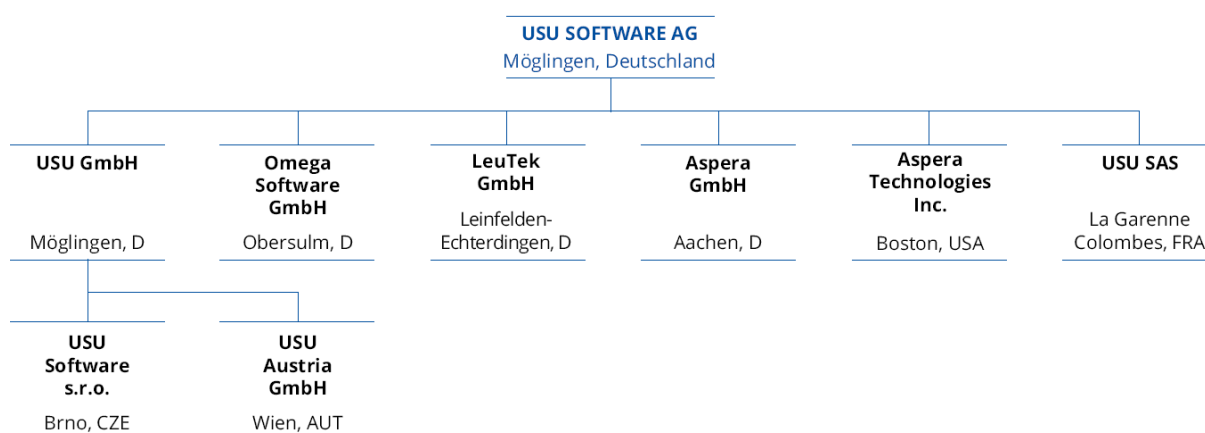 USU SOFTWARE AG
Möglingen, Deutschland
USU GmbH
Möglingen, D
Omega
Software
GmbH
Obersulm, D
LeuTek
GmbH
Leinfelden-
Echterdingen, D
Aspera
GmbH
Aachen, D
Aspera
Technologies
Inc.
Boston, USA
USU SAS
La Garenne
Colombes, FRA
USU
Software
s.r.o.
Brno, CZE
USU
Austria
GmbH
Wien, AUT